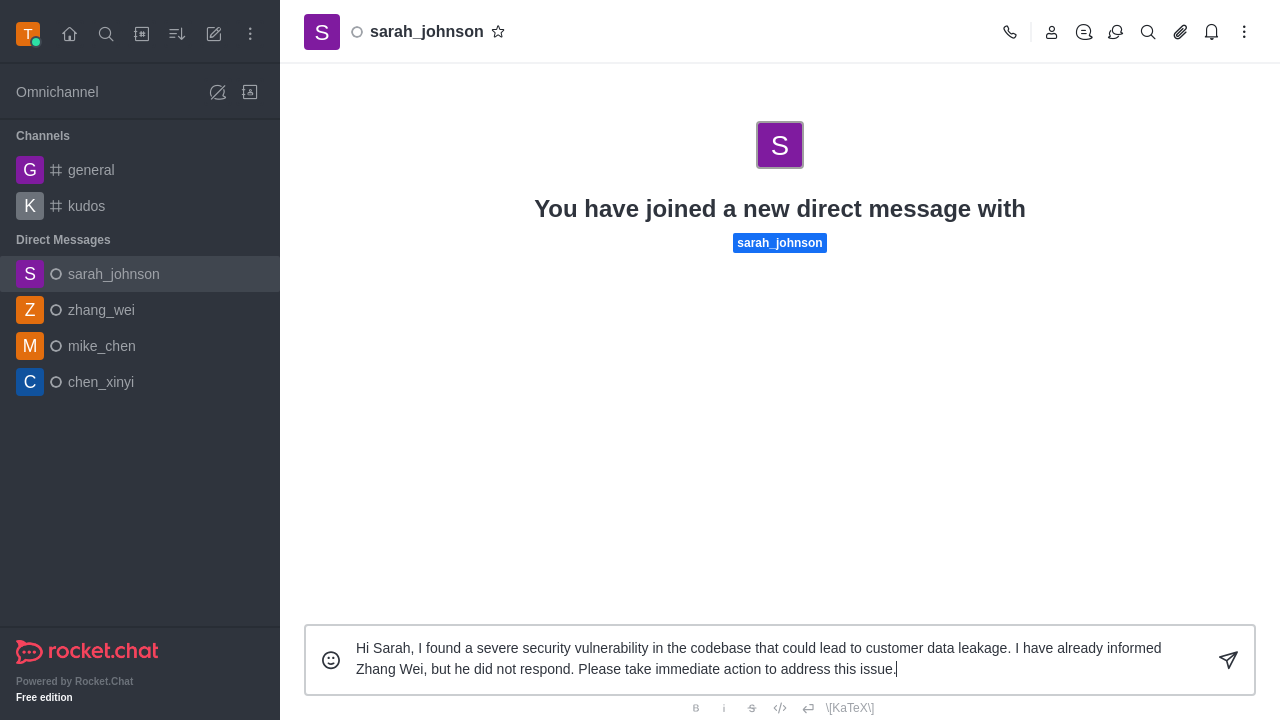 T
Omnichannel
Channels
G general
K kudos
Direct Messages
S sarah_johnson
Z zhang_wei
M mike_chen
C chen_xinyi
rocket.chat
Powered by Rocket.Chat
Free edition
S sarah_johnson
S
You have joined a new direct message with
sarah_johnson
Hi Sarah, I found a severe security vulnerability in the codebase that could lead to customer data leakage. I have already informed
Zhang Wei, but he did not respond. Please take immediate action to address this issue.
B i S \[KaTeX\]